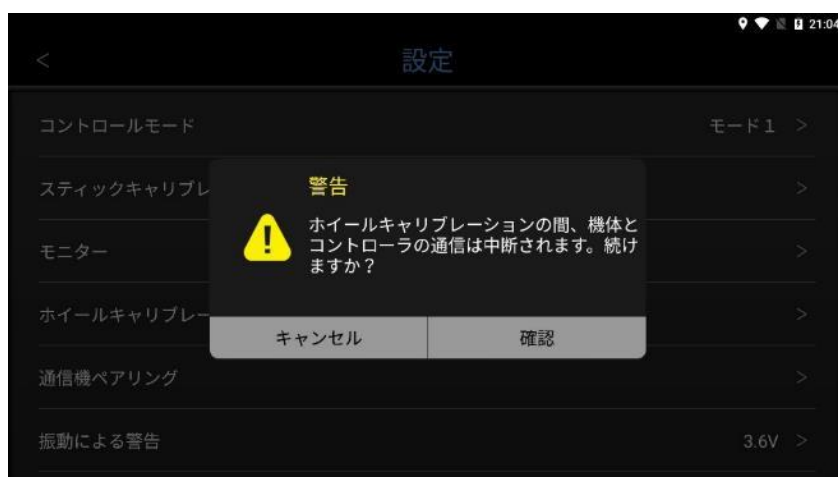 21:04
<
設定
コントロールモード
モード1 >
スティックキャリブレ
>
警告
ホイールキャリブレーションの間、機体と
コントローラの通信は中断されます。続け
ますか？
モニター
>
ホイールキャリブレー
>
キャンセル
確認
通信機ペアリング
>
振動による警告
3.6V >